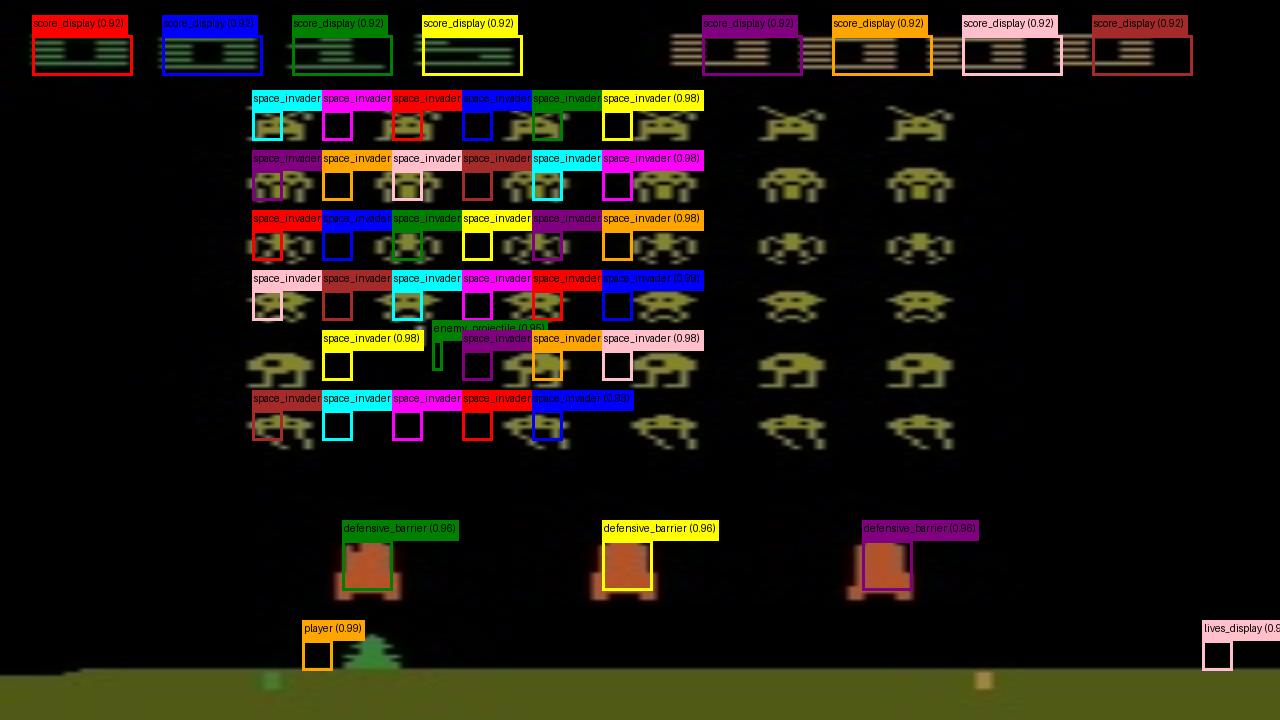 score_display (0.92) score_display (0.92) score_display (0.92) score_display (0.92) score_display (0.92) score_display (0.92) score_display (0.92) score_display (0.92)
space_invader space_invader space_invader space_invader space_invader space_invader (0.98)
space_invader space_invader space_invader space_invader space_invader space_invader (0.98)
space_invader space_invader space_invader space_invader space_invader space_invader (0.98)
space_invader space_invader space_invader space_invader space_invader space_invader (0.98)
enemy_projectile (0.95)
space_invader (0.98) space_invader space_invader space_invader (0.98)
space_invader space_invader space_invader space_invader space_invader (0.98)
defensive_barrier (0.96) defensive_barrier (0.96) defensive_barrier (0.96)
player (0.99) lives_display (0.9